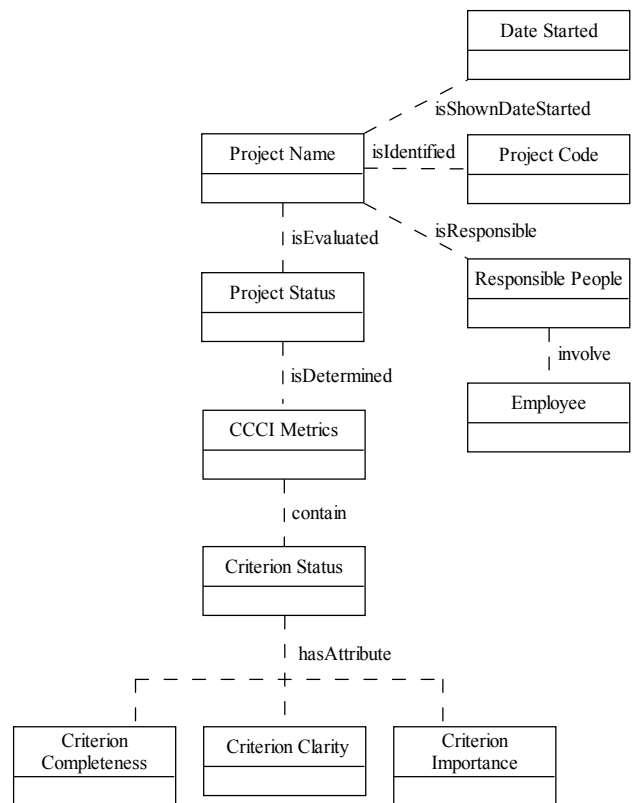 Date Started
isShownDateStarted
Project Name
isIdentified
Project Code
isResponsible
isEvaluated
Project Status
Responsible People
isDetermined
involve
CCCI Metrics
Employee
contain
Criterion Status
hasAttribute
Criterion
Completeness
Criterion Clarity
Criterion
Importance